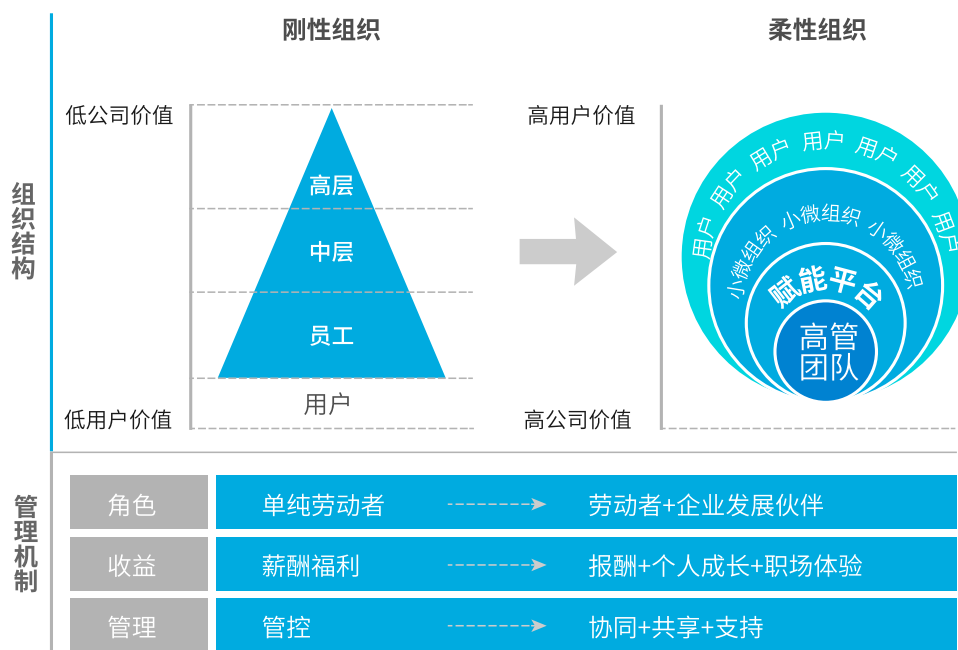 刚性组织
柔性组织
组织结构
低公司价值
高层
中层
员工
用户
低用户价值
高用户价值
用户 用户 用户 用户 用户 用户 用户
小微组织 小微组织 小微组织
赋能平台
高管
团队
高公司价值
管理机制
角色
单纯劳动者
劳动者+企业发展伙伴
收益
薪酬福利
报酬+个人成长+职场体验
管理
管控
协同+共享+支持